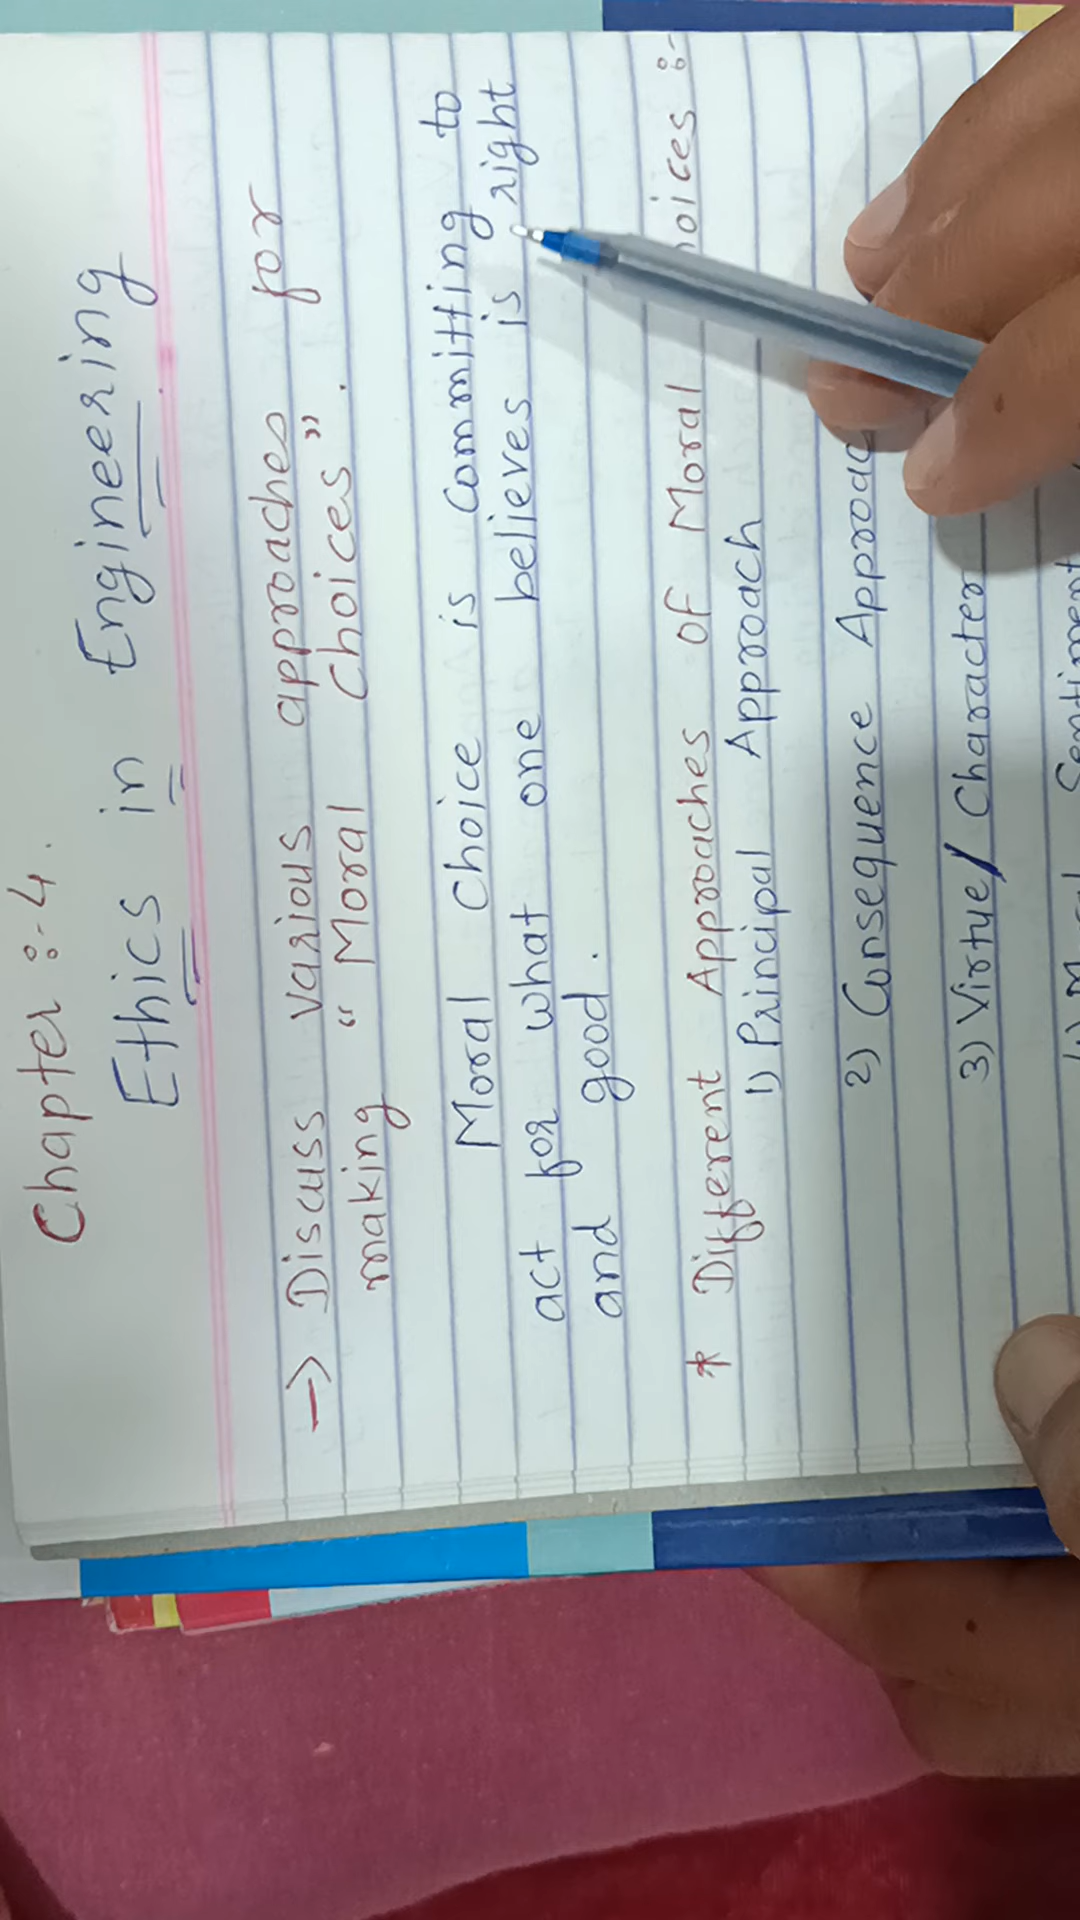 Chapter :- 4.
Ethics in Engineering
→ Discuss various approaches for
making "Moral Choices".
Moral Choice is Committing to
act for what one believes is right
and good.
* Different Approaches of Moral :-
1) Principal Approach
2) Consequence
3) Virtue/ Character